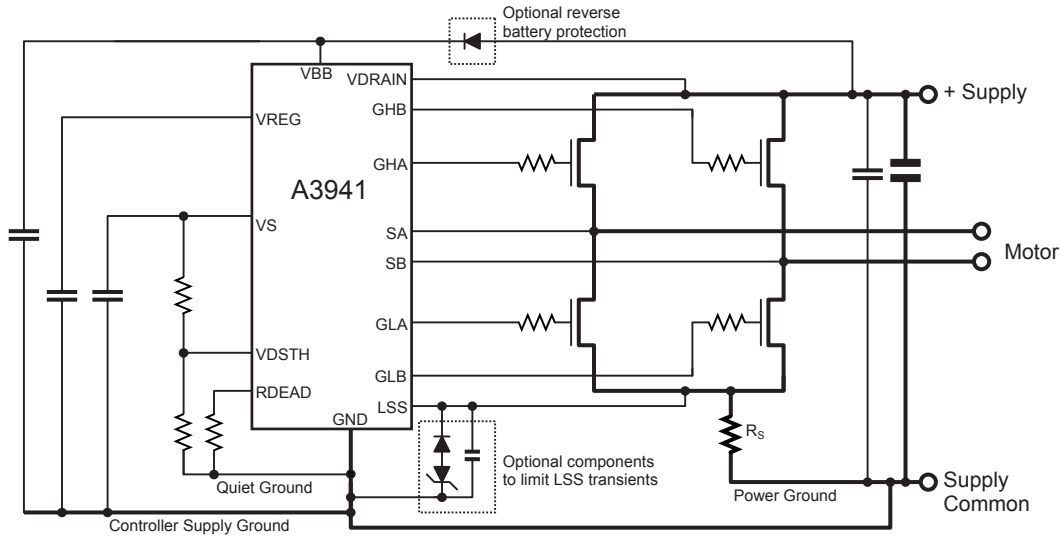 Optional reverse
battery protection
VBB
VDRAIN
+ Supply
GHB
VREG
GHA
A3941
VS
SA
Motor
SB
GLA
VDSTH
GLB
RDEAD
LSS
GND
RS
Optional components
to limit LSS transients
Quiet Ground
Power Ground
Supply
Common
Controller Supply Ground